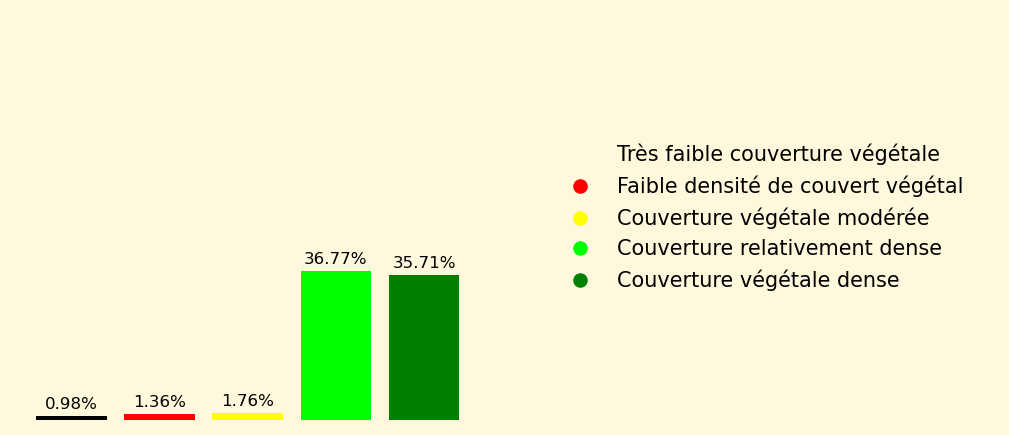 0.98%
1.36%
1.76%
36.77%
35.71%
Très faible couverture végétale
Faible densité de couvert végétal
Couverture végétale modérée
Couverture relativement dense
Couverture végétale dense